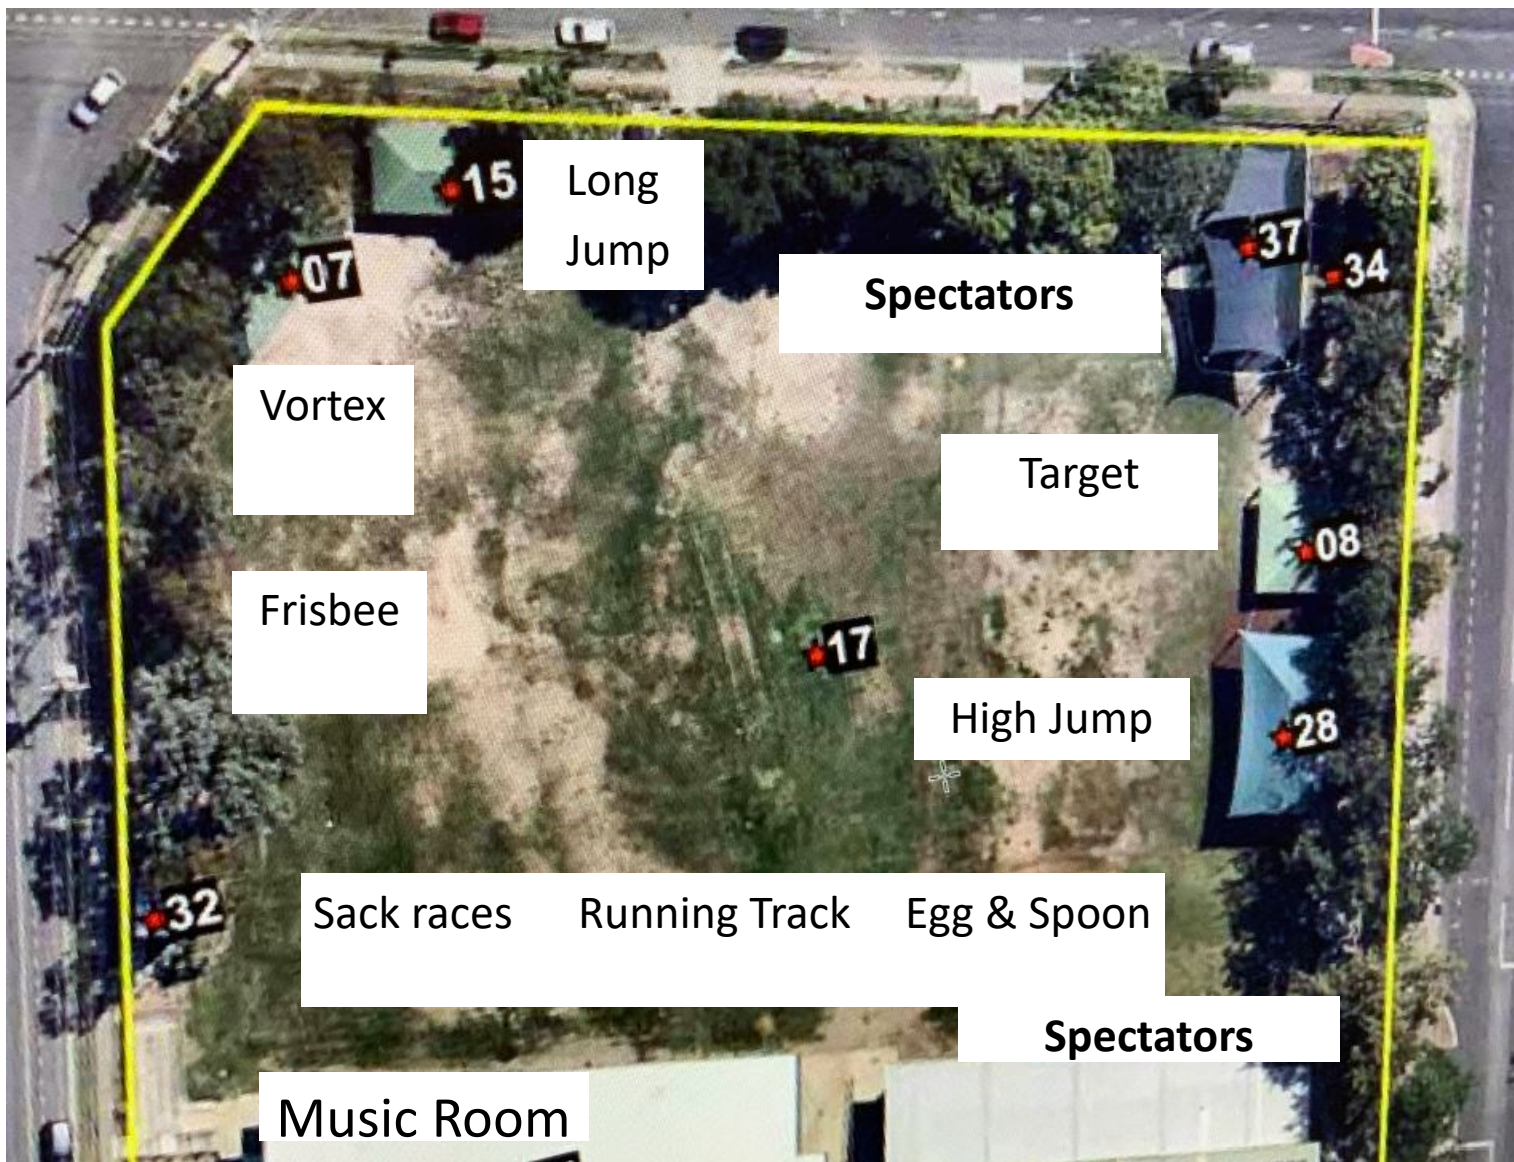 15
Long
Jump
07
37
34
Spectators
Vortex
Target
08
Frisbee
17
High Jump
28
32
Sack races Running Track Egg & Spoon
Spectators
Music Room